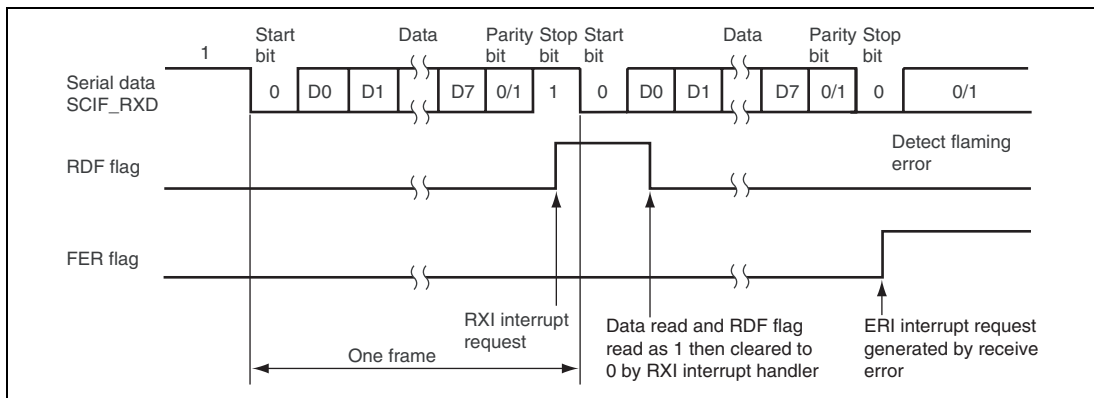 Start bit Data Parity bit Stop bit Start bit Data Parity bit Stop bit
1
Serial data SCIF_RXD
0 D0 D1 D7 0/1 1 0 D0 D1 D7 0/1 0 0/1
Detect flaming error
RDF flag
FER flag
RXI interrupt request
Data read and RDF flag read as 1 then cleared to 0 by RXI interrupt handler
ERI interrupt request generated by receive error
One frame